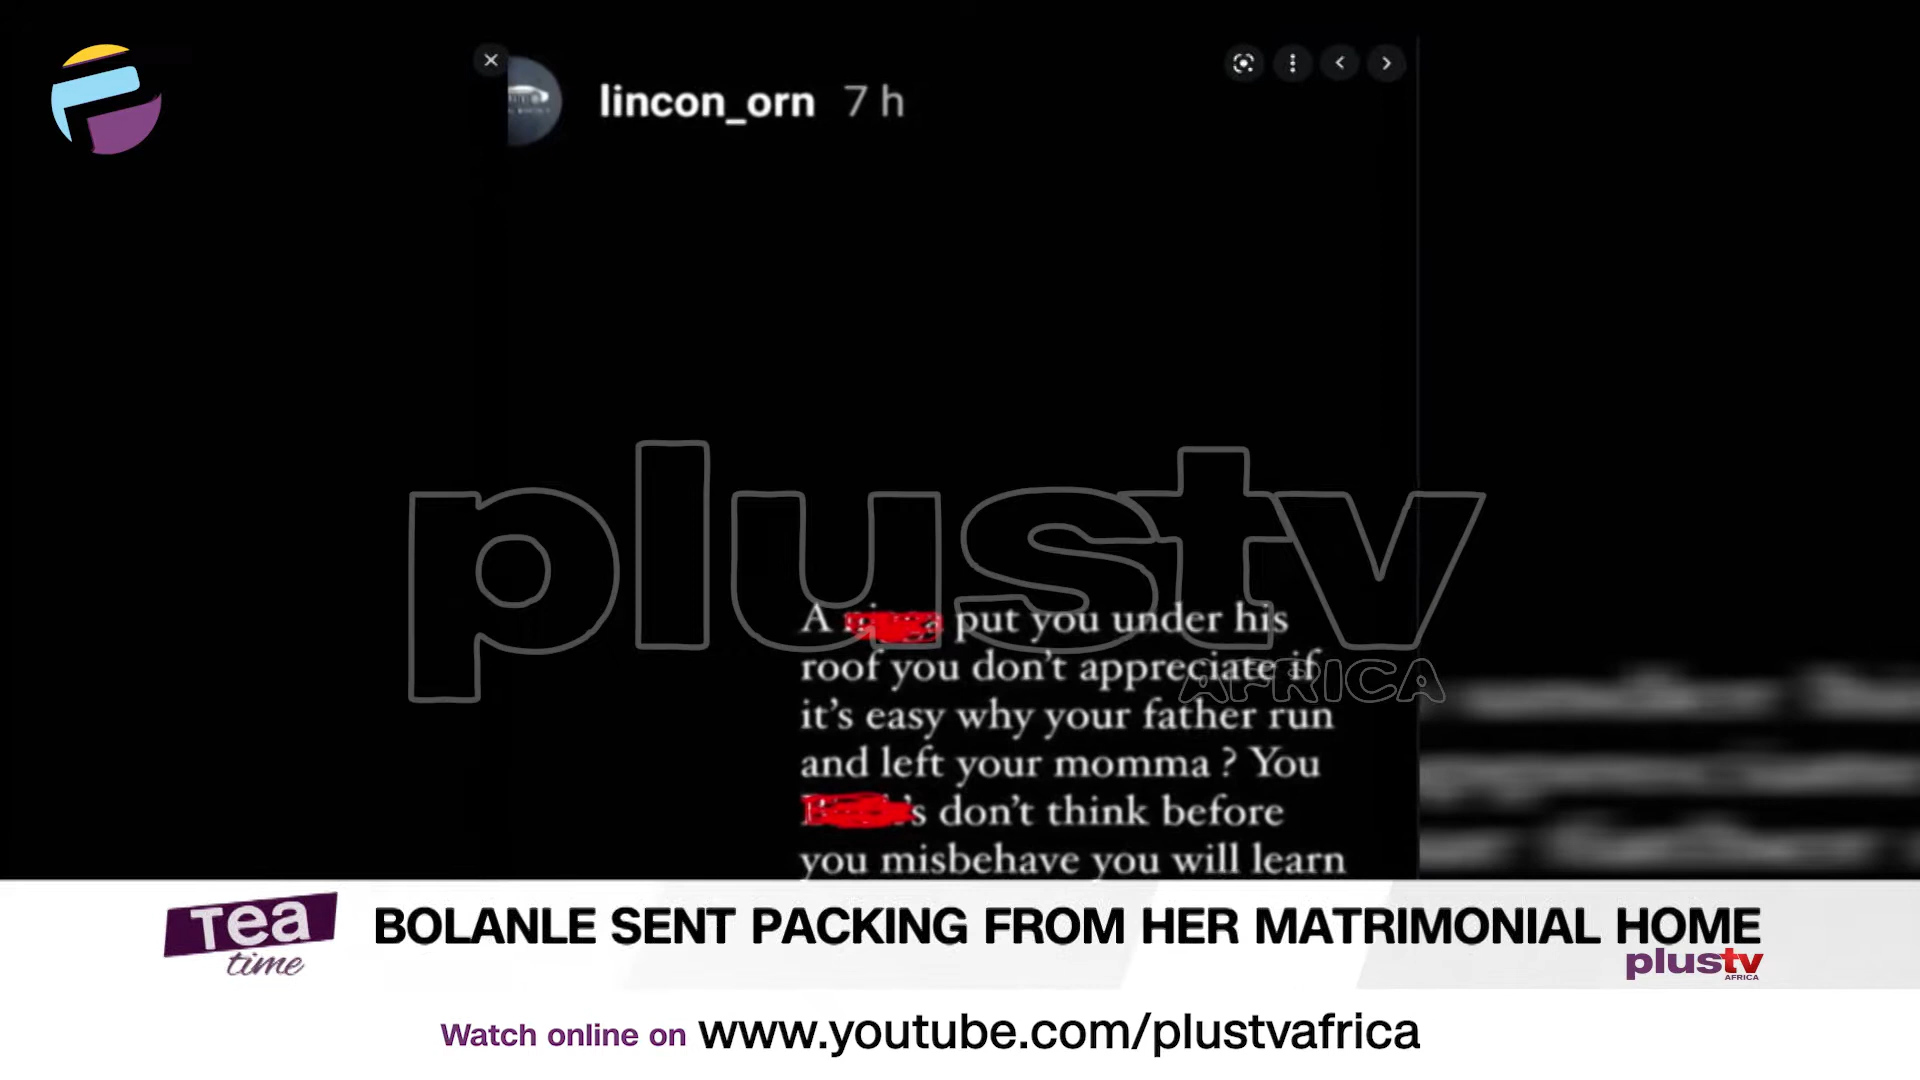 lincon_orn 7 h
plustv
AFRICA
A put you under his
roof you don't appreciate if
it's easy why your father run
and left your momma ? You
's don't think before
you misbehave you will learn
Tea
time
BOLANLE SENT PACKING FROM HER MATRIMONIAL HOME
plustv
AFRICA
Watch online on www.youtube.com/plustvafrica